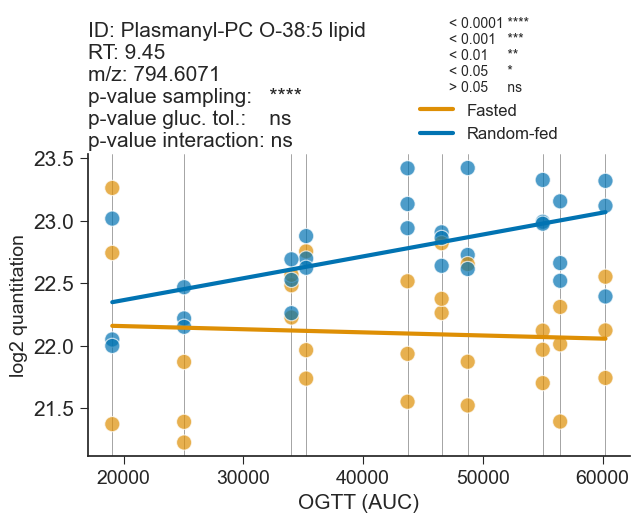 ID: Plasmanyl-PC O-38:5 lipid
RT: 9.45
m/z: 794.6071
p-value sampling: ****
p-value gluc. tol.: ns
p-value interaction: ns
< 0.0001 ****
< 0.001 ***
< 0.01 **
< 0.05 *
> 0.05 ns
Fasted
Random-fed
23.5
23.0
22.5
22.0
21.5
log2 quantitation
20000 30000 40000 50000 60000
OGTT (AUC)